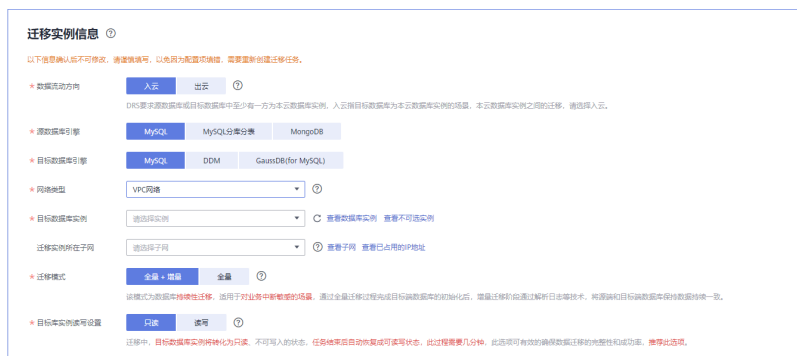 迁移实例信息
以下信息确认后不可修改，请谨慎填写，以免因为配置项填错，需要重新创建迁移任务。
* 数据流动方向 入云 出云
DRS要求源数据库或目标数据库中至少有一方为本云数据库实例，入云指目标数据库为本云数据库实例的场景，本云数据库实例之间的迁移，请选择入云。
* 源数据库引擎 MySQL MySQL分库分表 MongoDB
* 目标数据库引擎 MySQL DDM GaussDB(for MySQL)
* 网络类型 VPC网络
* 目标数据库实例 请选择实例 查看数据库实例 查看不可选实例
迁移实例所在子网 请选择子网 查看子网 查看已占用的IP地址
* 迁移模式 全量 + 增量 全量
该模式为数据库持续性迁移，适用于对业务中断敏感的场景，通过全量迁移过程完成目标端数据库的初始化后，增量迁移阶段通过解析日志等技术，将源端和目标端数据库保持数据持续一致。
* 目标库实例读写设置 只读 读写
迁移中，目标数据库实例将转化为只读、不可写入的状态，任务结束后自动恢复成可读写状态，此过程需要几分钟，此选项可有效的确保数据迁移的完整性和成功率，推荐此选项。